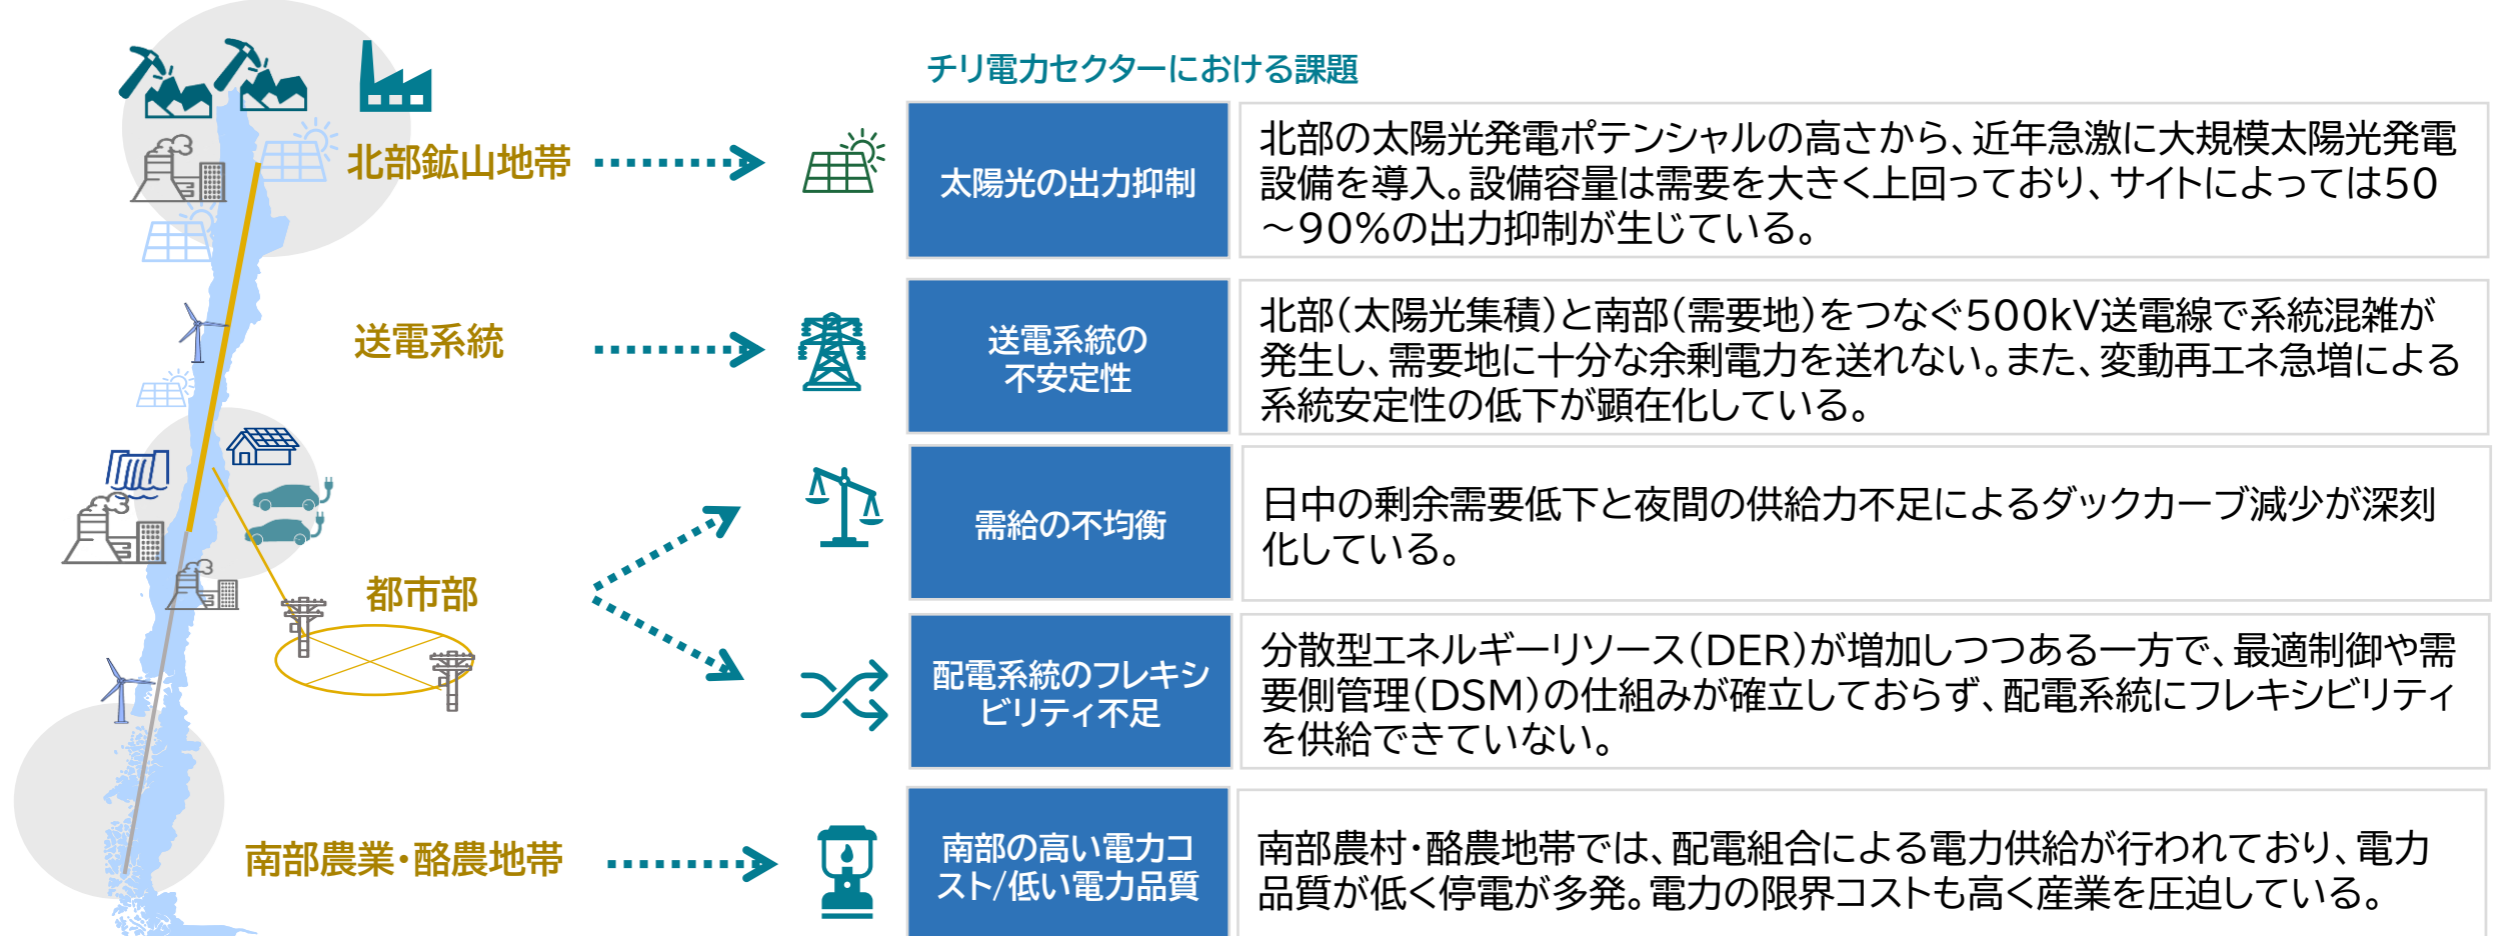 チリ電力セクターにおける課題
北部鉱山地帯
太陽光の出力抑制
北部の太陽光発電ポテンシャルの高さから、近年急激に大規模太陽光発電
設備を導入。設備容量は需要を大きく上回っており、サイトによっては50
～90%の出力抑制が生じている。
送電系統
送電系統の
不安定性
北部（太陽光集積）と南部（需要地）をつなぐ500kV送電線で系統混雑が
発生し、需要地に十分な余剰電力を送れない。また、変動再エネ急増による
系統安定性の低下が顕在化している。
都市部
需給の不均衡
日中の剰余需要低下と夜間の供給力不足によるダックカーブ減少が深刻
化している。
配電系統のフレキシ
ビリティ不足
分散型エネルギーリソース（DER）が増加しつつある一方で、最適制御や需
要側管理（DSM）の仕組みが確立しておらず、配電系統にフレキシビリティ
を供給できていない。
南部農業・酪農地帯
南部の高い電力コ
スト/低い電力品質
南部農村・酪農地帯では、配電組合による電力供給が行われており、電力
品質が低く停電が多発。電力の限界コストも高く産業を圧迫している。